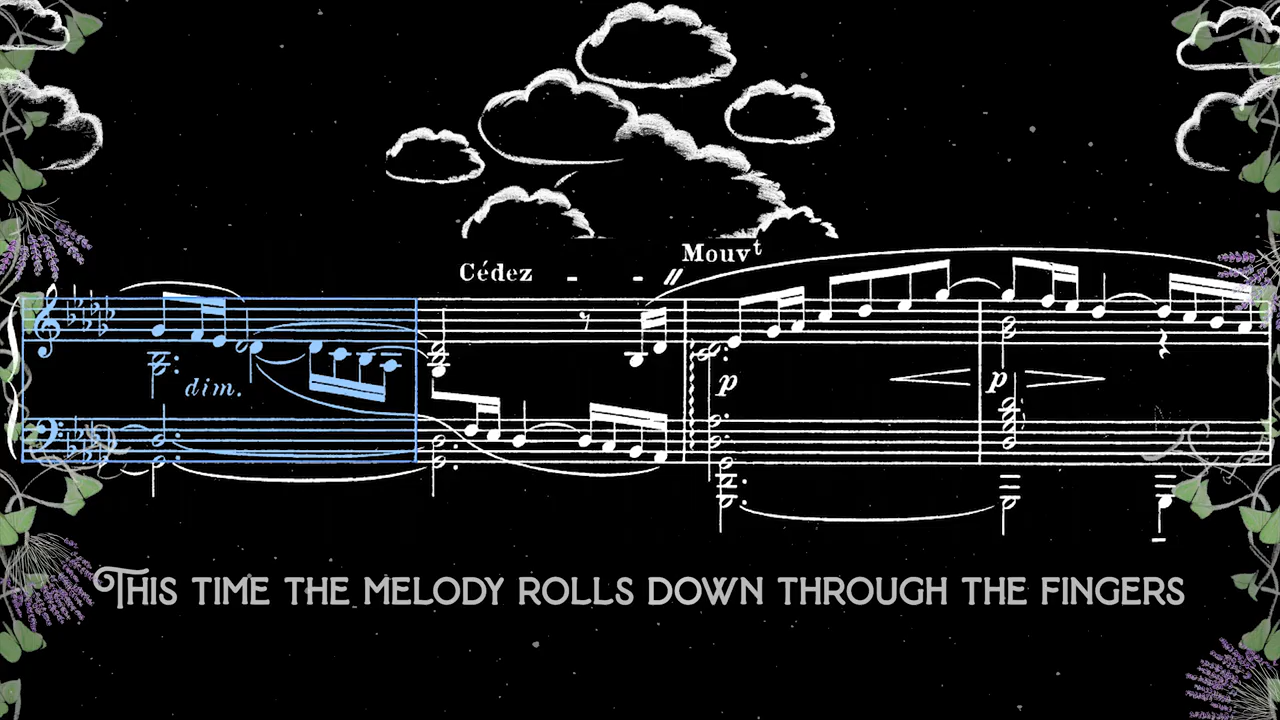 Cédez - - // Mouvt
dim.
p
p
This time the melody rolls down through the fingers